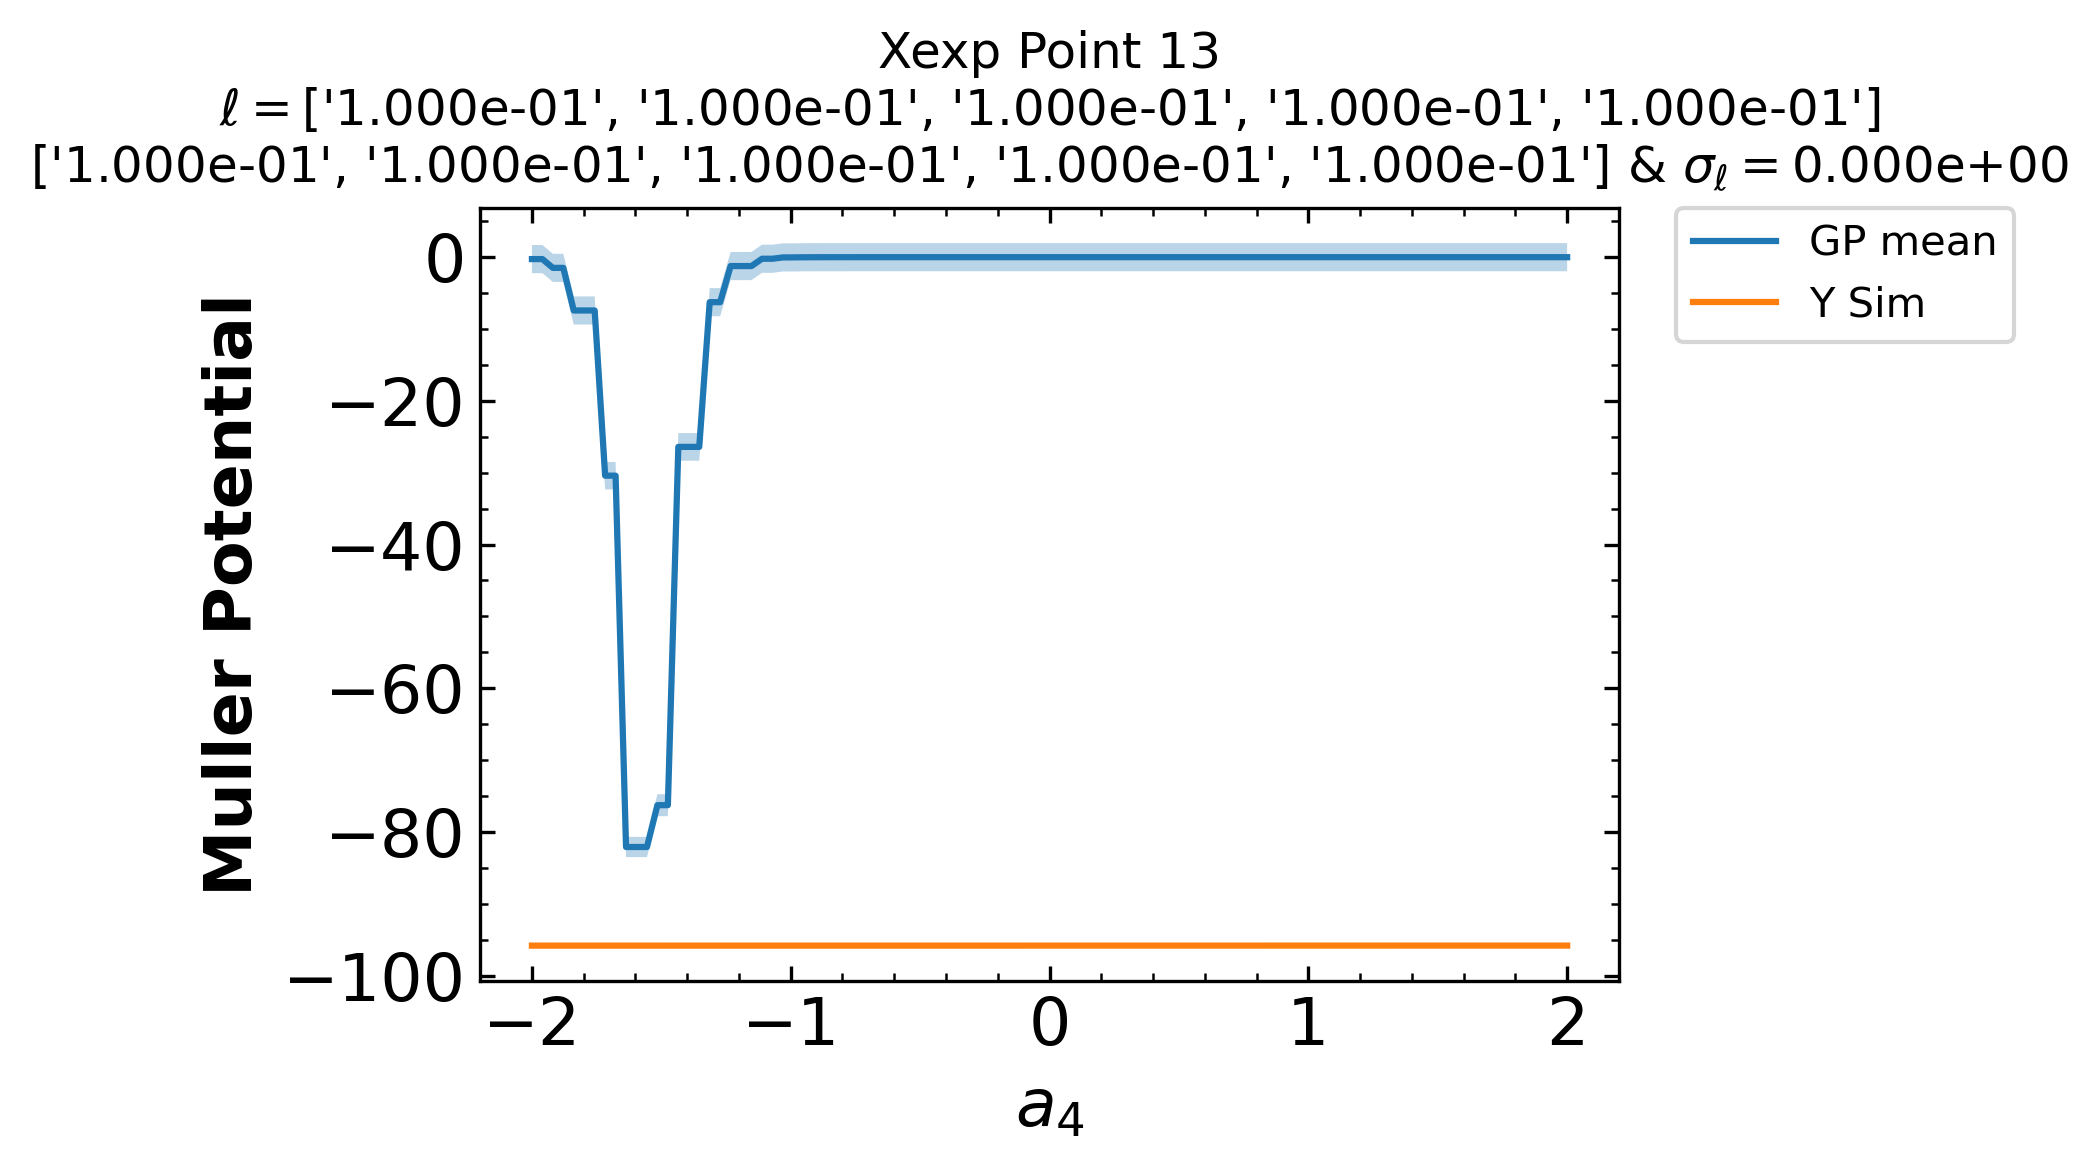 Xexp Point 13
ℓ = ['1.000e-01', '1.000e-01', '1.000e-01', '1.000e-01', '1.000e-01']
['1.000e-01', '1.000e-01', '1.000e-01', '1.000e-01', '1.000e-01'] & σℓ = 0.000e+00
GP mean
Y Sim
Muller Potential
0
−20
−40
−60
−80
−100
−2 −1 0 1 2
a₄